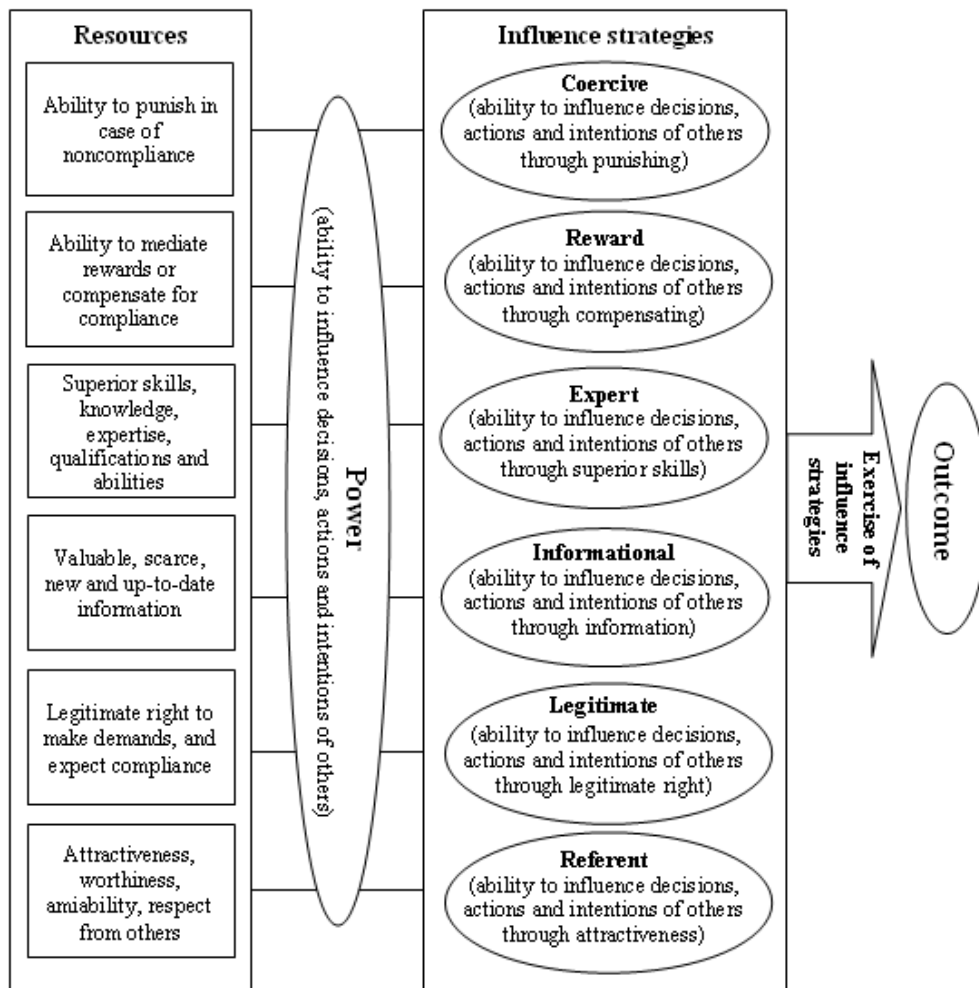 Resources
Ability to punish in
case of
noncompliance
Ability to mediate
rewards or
compensate for
compliance
Superior skills,
knowledge,
expertise,
qualifications and
abilities
Valuable, scarce,
new and up-to-date
information
Legitimate right to
make demands, and
expect compliance
Attractiveness,
worthiness,
amiability, respect
from others
Power
(ability to influence decisions, actions and intentions of others)
Influence strategies
Coercive
(ability to influence decisions,
actions and intentions of others
through punishing)
Reward
(ability to influence decisions,
actions and intentions of others
through compensating)
Expert
(ability to influence decisions,
actions and intentions of others
through superior skills)
Informational
(ability to influence decisions,
actions and intentions of others
through information)
Legitimate
(ability to influence decisions,
actions and intentions of others
through legitimate right)
Referent
(ability to influence decisions,
actions and intentions of others
through attractiveness)
Exercise of
influence
strategies
Outcome